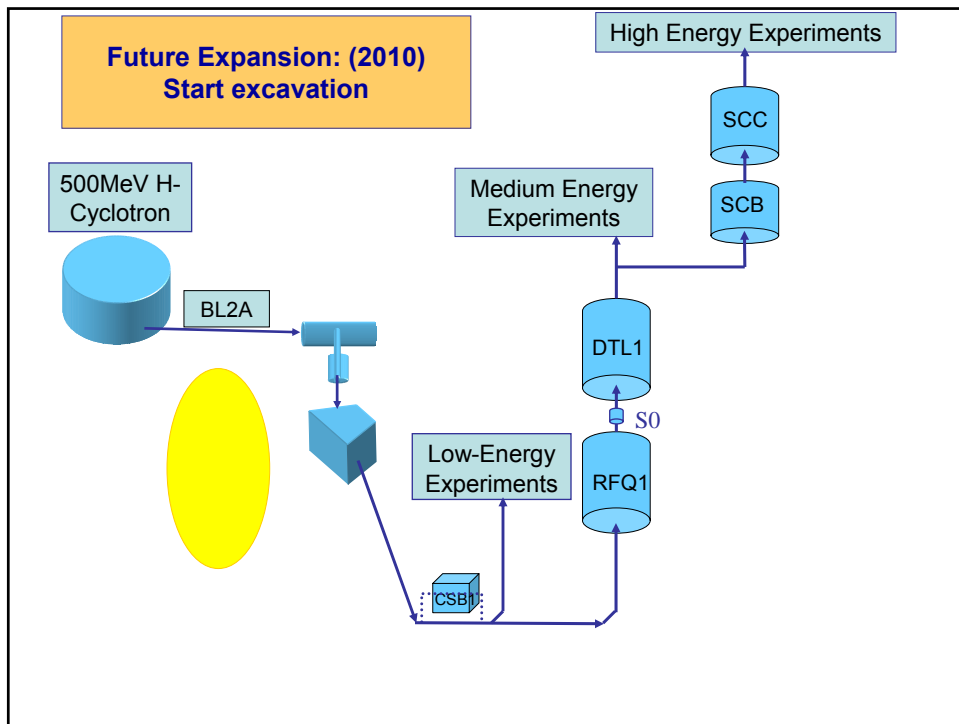 Future Expansion: (2010)
Start excavation
High Energy Experiments
SCC
SCB
500MeV H-
Cyclotron
Medium Energy
Experiments
BL2A
DTL1
S0
Low-Energy
Experiments
RFQ1
CSB1